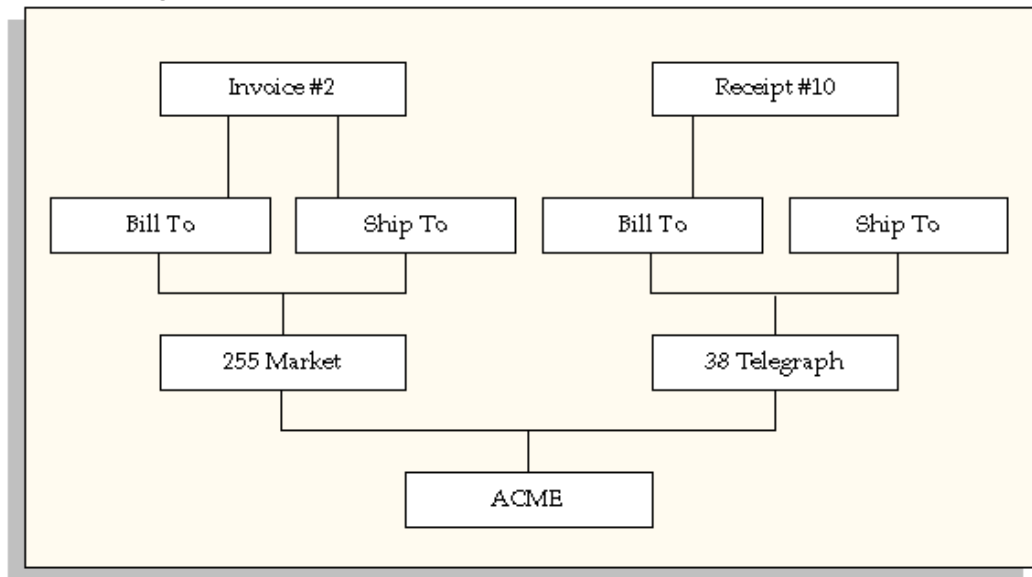 Invoice #2
Receipt #10
Bill To
Ship To
Bill To
Ship To
255 Market
38 Telegraph
ACME